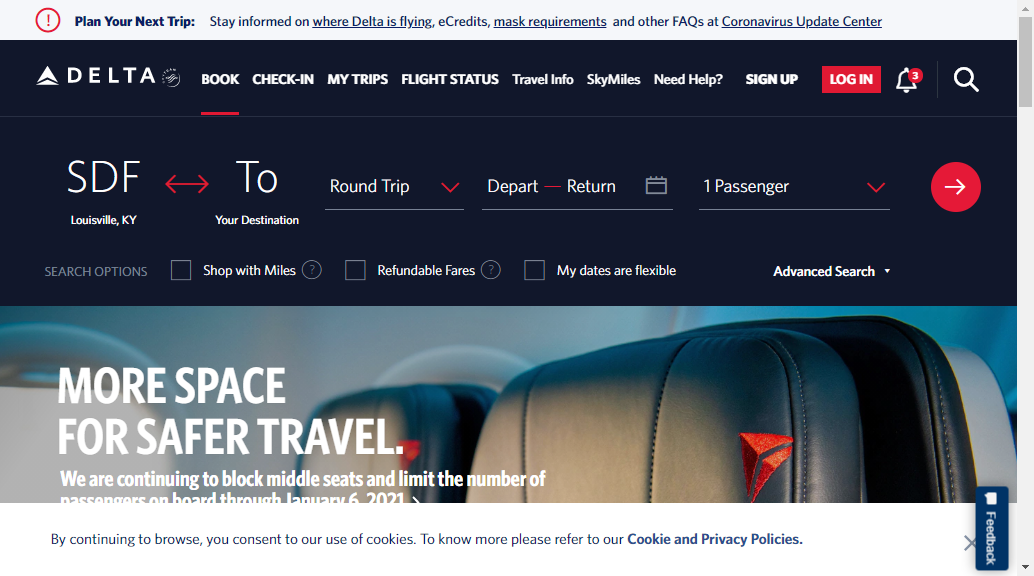 Plan Your Next Trip: Stay informed on where Delta is flying, eCredits, mask requirements and other FAQs at Coronavirus Update Center
DELTA BOOK CHECK-IN MY TRIPS FLIGHT STATUS Travel Info SkyMiles Need Help? SIGN UP LOG IN 3
SDF To Round Trip Depart — Return 1 Passenger
Louisville, KY Your Destination
SEARCH OPTIONS Shop with Miles ? Refundable Fares ? My dates are flexible Advanced Search
MORE SPACE
FOR SAFER TRAVEL.
We are continuing to block middle seats and limit the number of
passengers on board through January 6, 2021. >
By continuing to browse, you consent to our use of cookies. To know more please refer to our Cookie and Privacy Policies.
Feedback